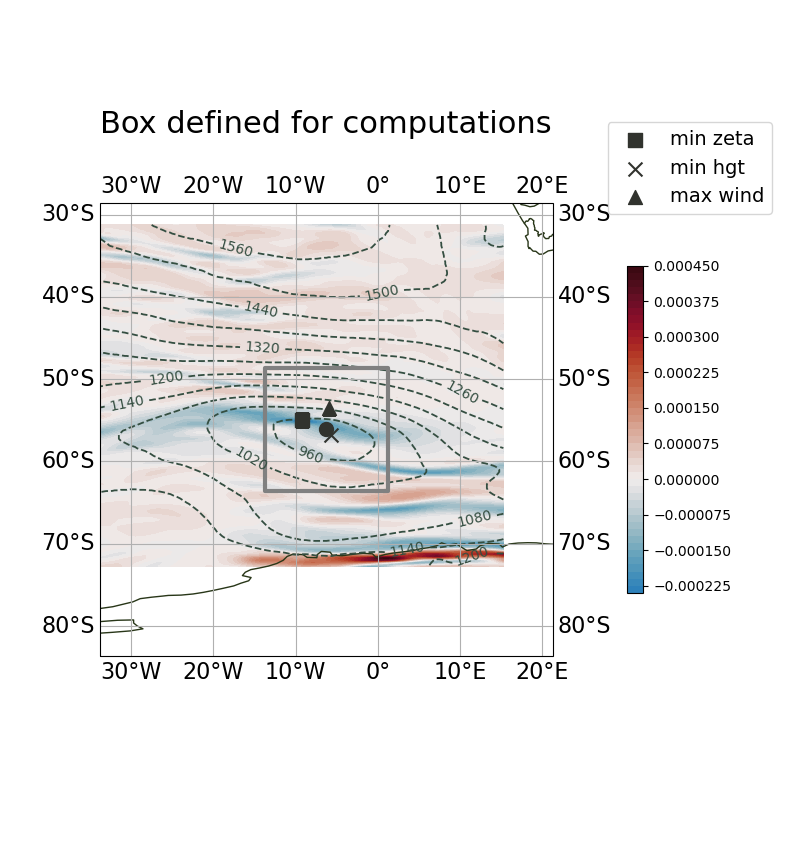 Box defined for computations
min zeta
min hgt
max wind
30°W 20°W 10°W 0° 10°E 20°E
30°S 30°S
40°S 40°S
50°S 50°S
60°S 60°S
70°S 70°S
80°S 80°S
30°W 20°W 10°W 0° 10°E 20°E
1560
1500
1440
1320
1200
1260
1140
1020
960
1080
1140
1200
0.000450
0.000375
0.000300
0.000225
0.000150
0.000075
0.000000
−0.000075
−0.000150
−0.000225